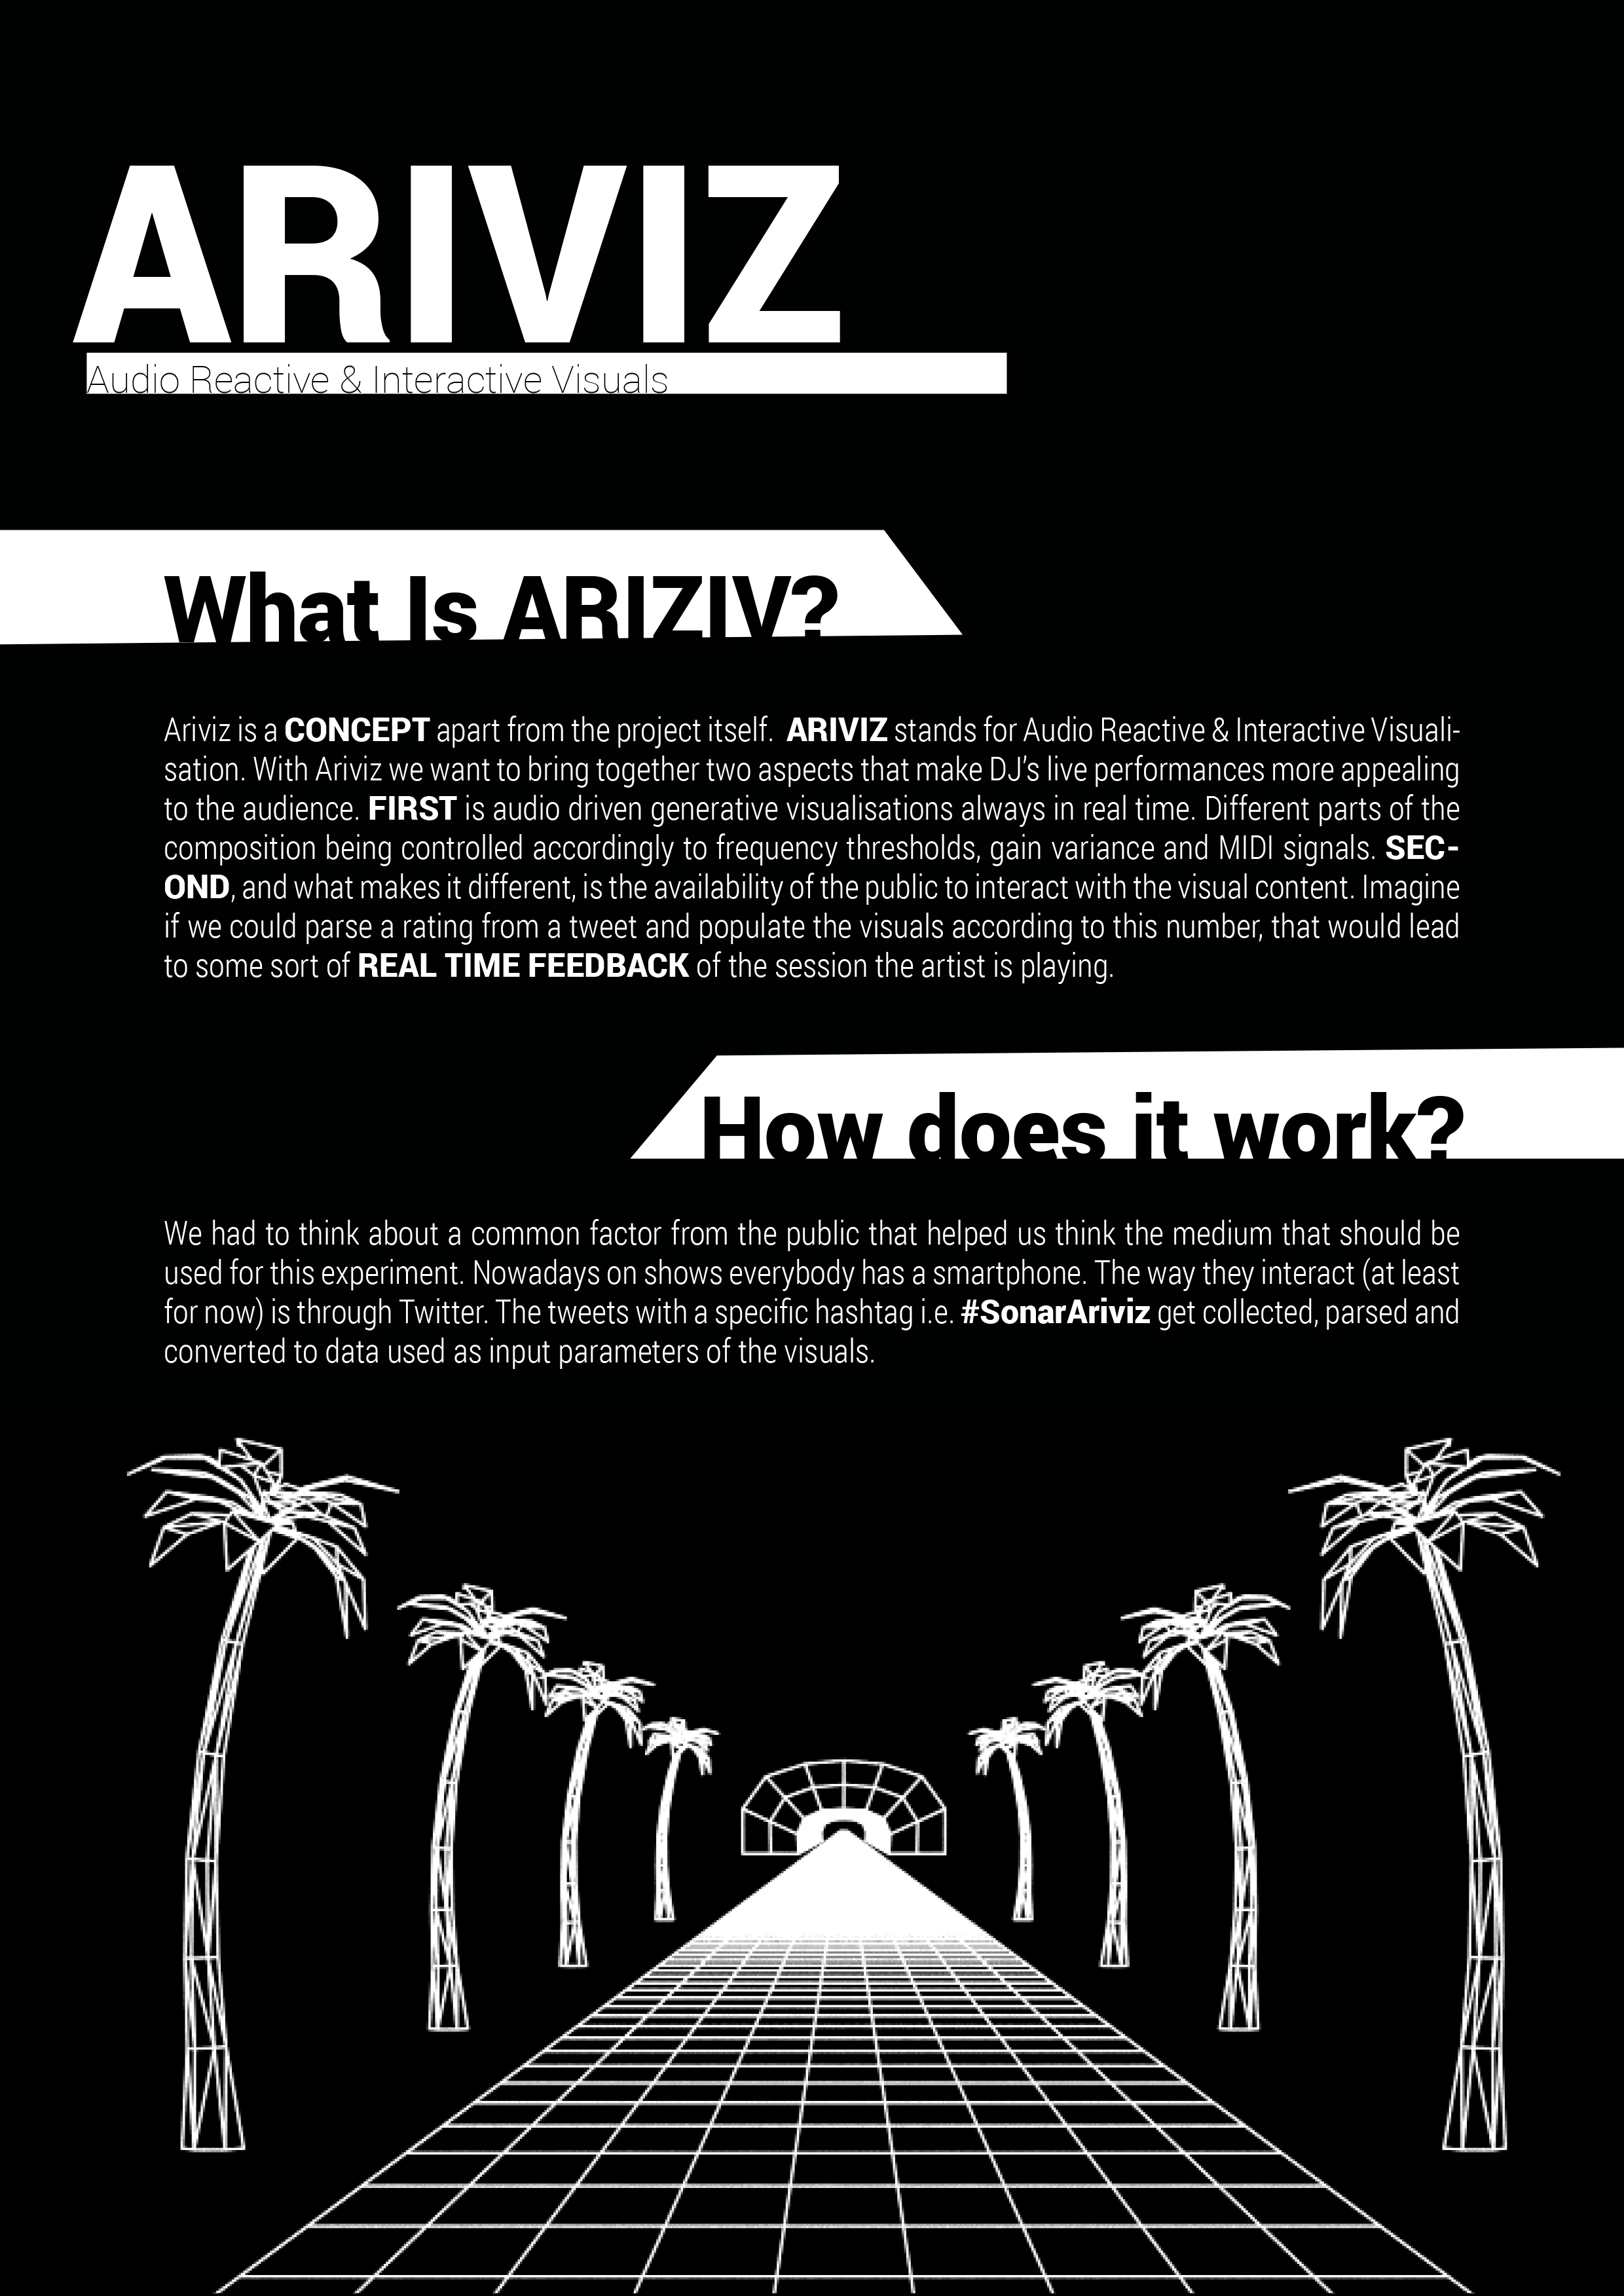 ARIVIZ
Audio Reactive & Interactive Visuals
What Is ARIZIV?
Ariviz is a CONCEPT apart from the project itself.  ARIVIZ stands for Audio Reactive & Interactive Visuali-
sation. With Ariviz we want to bring together two aspects that make DJ's live performances more appealing
to the audience. FIRST is audio driven generative visualisations always in real time. Different parts of the
composition being controlled accordingly to frequency thresholds, gain variance and MIDI signals. SEC-
OND, and what makes it different, is the availability of the public to interact with the visual content. Imagine
if we could parse a rating from a tweet and populate the visuals according to this number, that would lead
to some sort of REAL TIME FEEDBACK of the session the artist is playing.
How does it work?
We had to think about a common factor from the public that helped us think the medium that should be
used for this experiment. Nowadays on shows everybody has a smartphone. The way they interact (at least
for now) is through Twitter. The tweets with a specific hashtag i.e. #SonarAriviz get collected, parsed and
converted to data used as input parameters of the visuals.